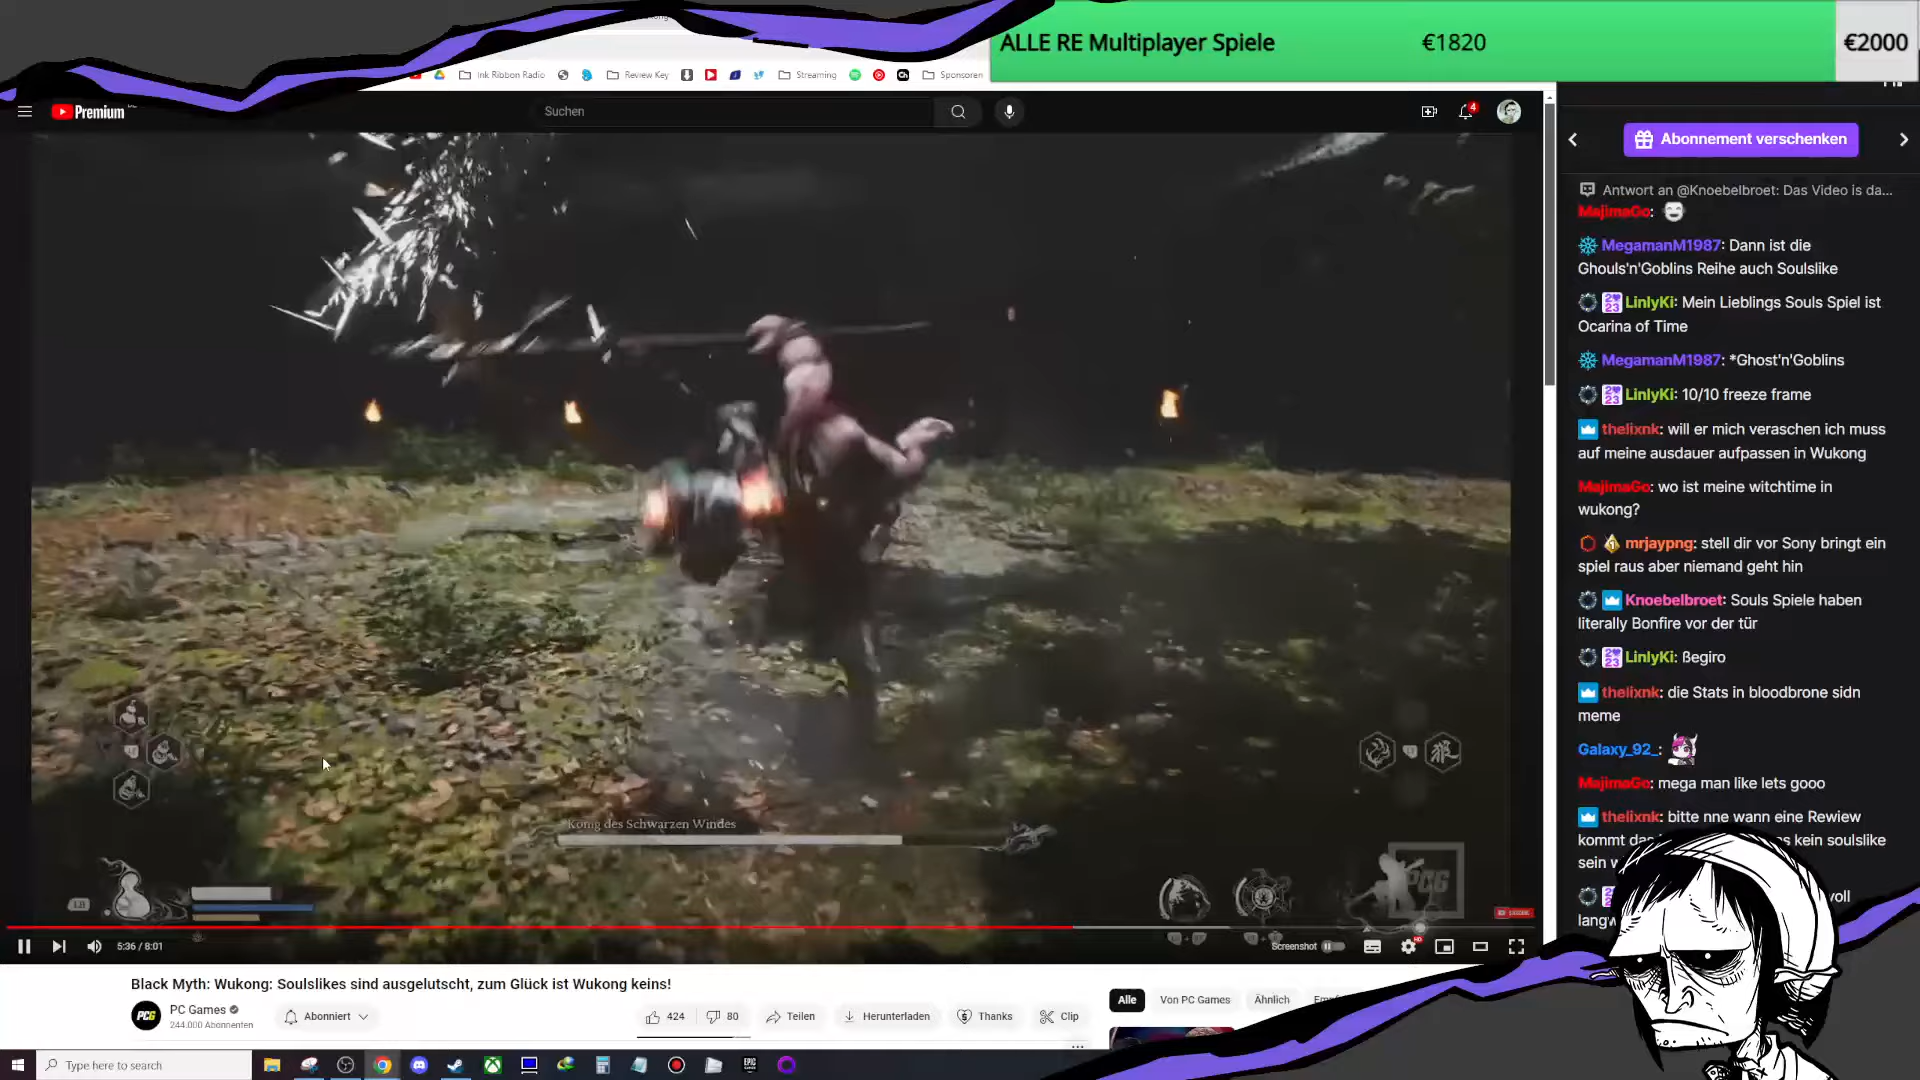 ALLE RE Multiplayer Spiele €1820 €2000
Ink Ribbon Radio Review Key Streaming Sponsoren
Premium
Suchen
4
Abonnement verschenken
Antwort an @Knoebelbroet: Das Video is da...
MajimaGo:
MegamanM1987: Dann ist die
Ghouls'n'Goblins Reihe auch Soulslike
LinlyKi: Mein Lieblings Souls Spiel ist
Ocarina of Time
MegamanM1987: *Ghost'n'Goblins
LinlyKi: 10/10 freeze frame
thelixnk: will er mich veraschen ich muss
auf meine ausdauer aufpassen in Wukong
MajimaGo: wo ist meine witchtime in
wukong?
mrjaypng: stell dir vor Sony bringt ein
spiel raus aber niemand geht hin
Knoebelbroet: Souls Spiele haben
literally Bonfire vor der tür
LinlyKi: ßegiro
thelixnk: die Stats in bloodbrone sidn
meme
Galaxy_92_:
MajimaGo: mega man like lets gooo
thelixnk: bitte nne wann eine Rewiew
kommt das s kein soulslike
sein
voll
langw
König des Schwarzen Windes
LB
PCG
5:36 / 8:01
Screenshot
HD
Black Myth: Wukong: Soulslikes sind ausgelutscht, zum Glück ist Wukong keins!
PCG
PC Games
244.000 Abonnenten
Abonniert
424
80
Teilen
Herunterladen
Thanks
Clip
Alle
Von PC Games
Ähnlich
Type here to search